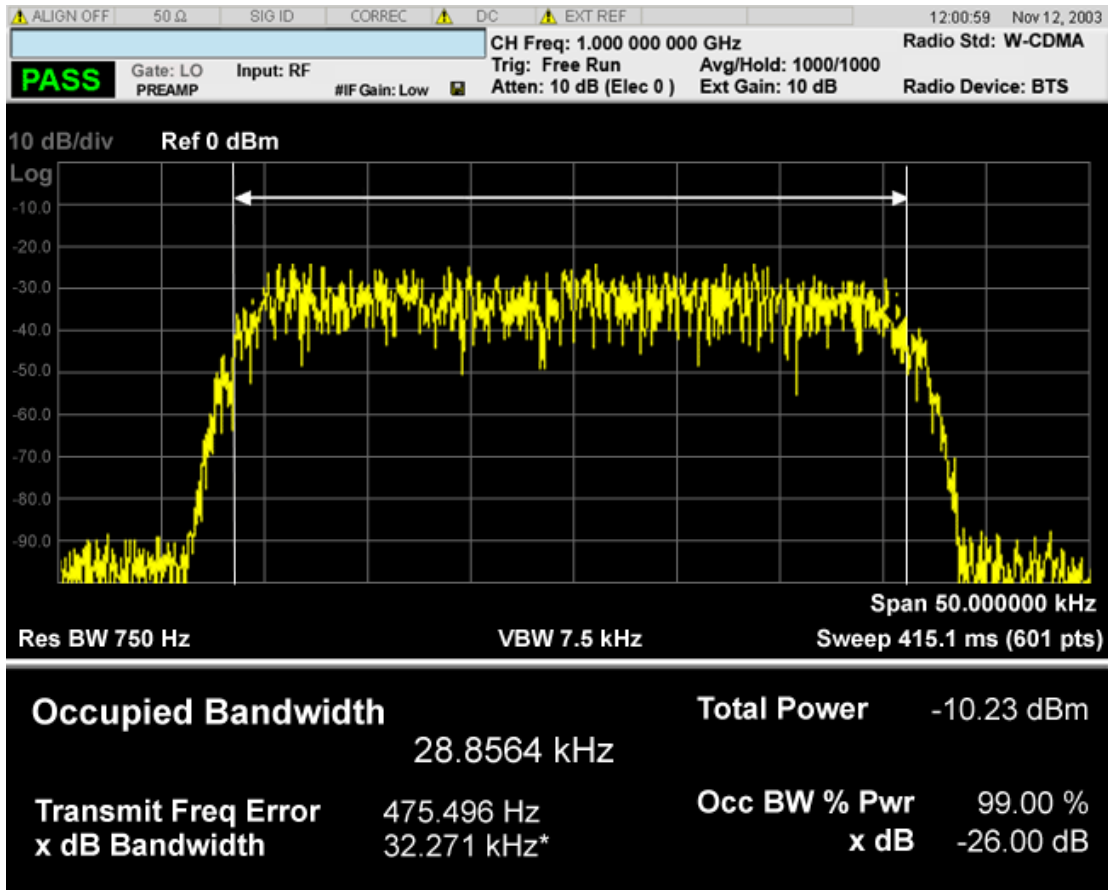 ALIGN OFF 50 Ω SIG ID CORREC DC EXT REF 12:00:59 Nov 12, 2003
CH Freq: 1.000 000 000 GHz Radio Std: W-CDMA
PASS Gate: LO Input: RF Trig: Free Run Avg/Hold: 1000/1000
PREAMP #IF Gain: Low Atten: 10 dB (Elec 0 ) Ext Gain: 10 dB Radio Device: BTS
10 dB/div Ref 0 dBm
Log
-10.0
-20.0
-30.0
-40.0
-50.0
-60.0
-70.0
-80.0
-90.0
Span 50.000000 kHz
Res BW 750 Hz VBW 7.5 kHz Sweep 415.1 ms (601 pts)
Occupied Bandwidth Total Power -10.23 dBm
28.8564 kHz
Transmit Freq Error 475.496 Hz Occ BW % Pwr 99.00 %
x dB Bandwidth 32.271 kHz* x dB -26.00 dB